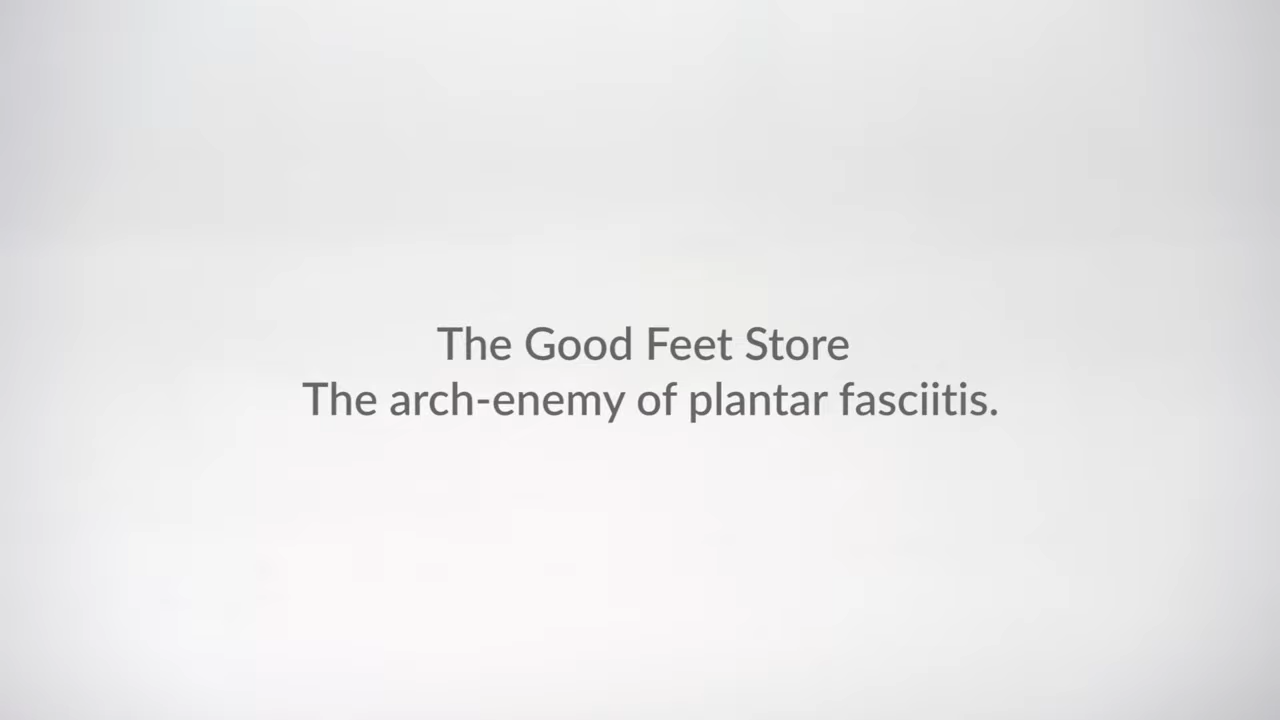 The Good Feet Store
The arch-enemy of plantar fasciitis.